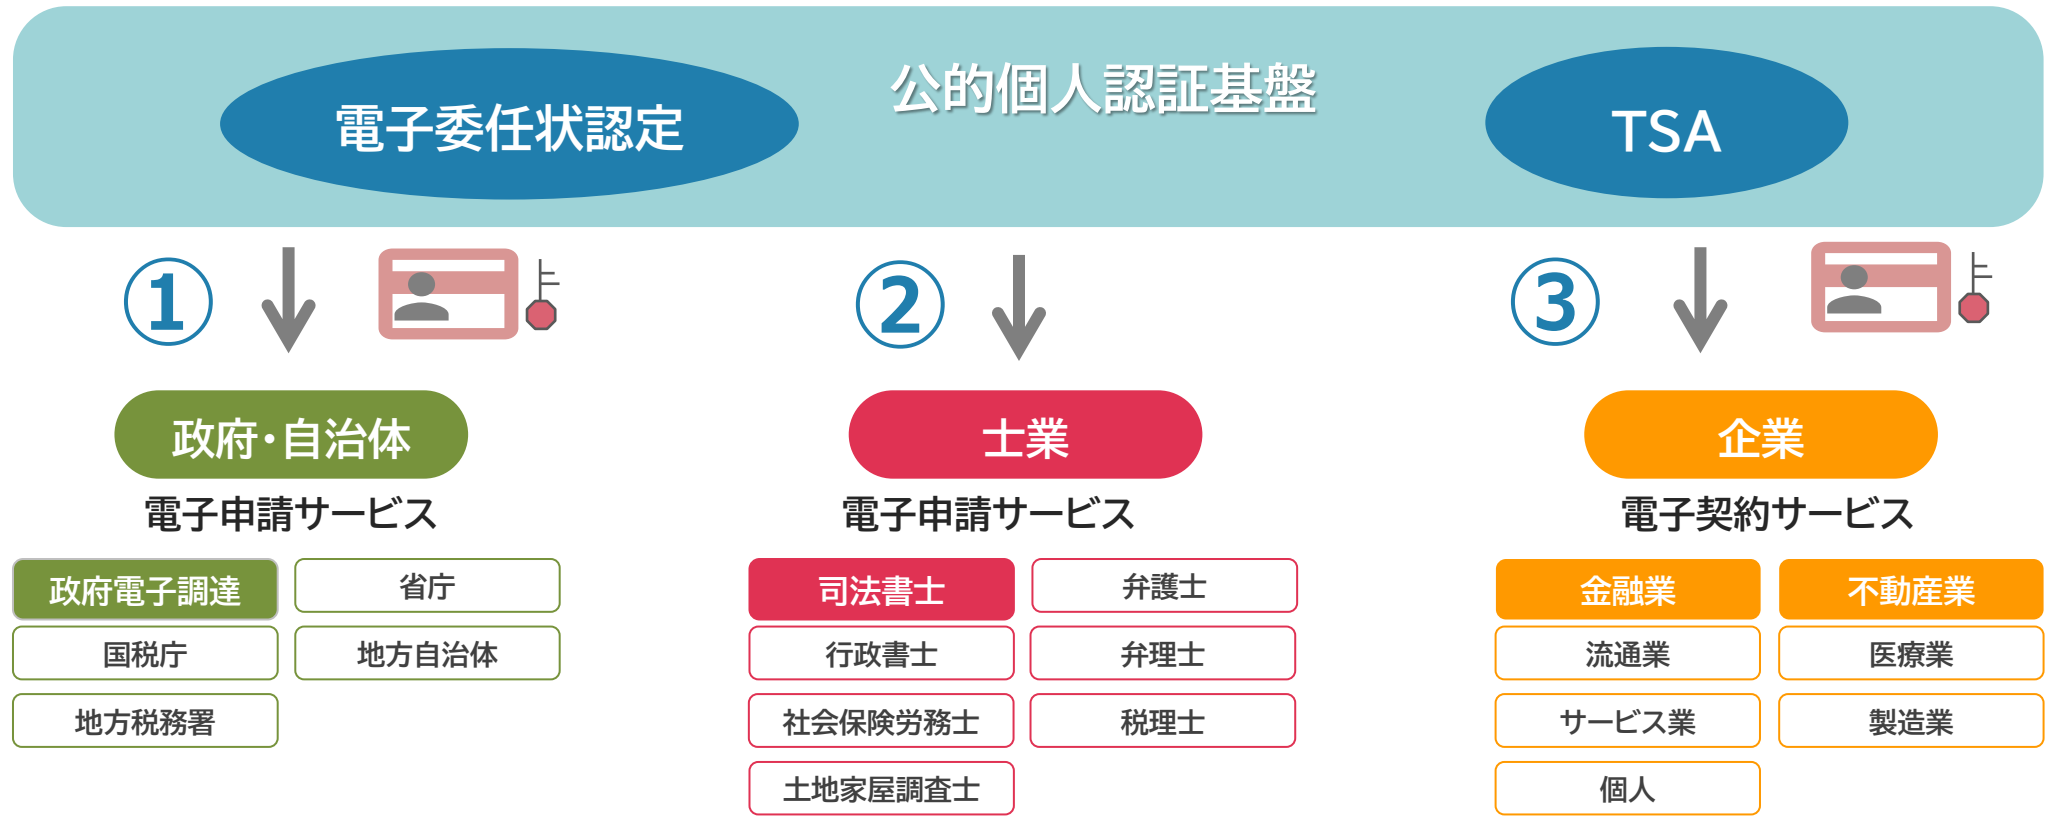 公的個人認証基盤
電子委任状認定
TSA
①
②
③
政府・自治体
電子申請サービス
政府電子調達
省庁
国税庁
地方自治体
地方税務署
士業
電子申請サービス
司法書士
弁護士
行政書士
弁理士
社会保険労務士
税理士
土地家屋調査士
企業
電子契約サービス
金融業
不動産業
流通業
医療業
サービス業
製造業
個人